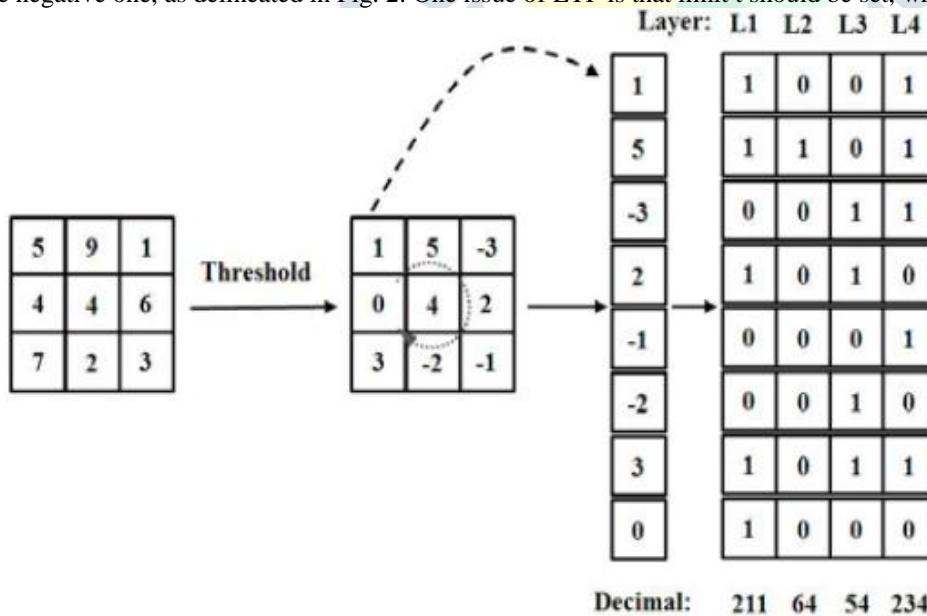 e negative one, as delineated in Fig. 2. One issue of LTP is that limit t should be set, wi
Layer: L1 L2 L3 L4
1 1 0 0 1
5 1 1 0 1
-3 0 0 1 1
5 9 1 1 5 -3 2 1 0 1 0
Threshold
4 4 6 0 4 2 -1 0 0 0 1
7 2 3 3 -2 -1 -2 0 0 1 0
3 1 0 1 1
0 1 0 0 0
Decimal: 211 64 54 234